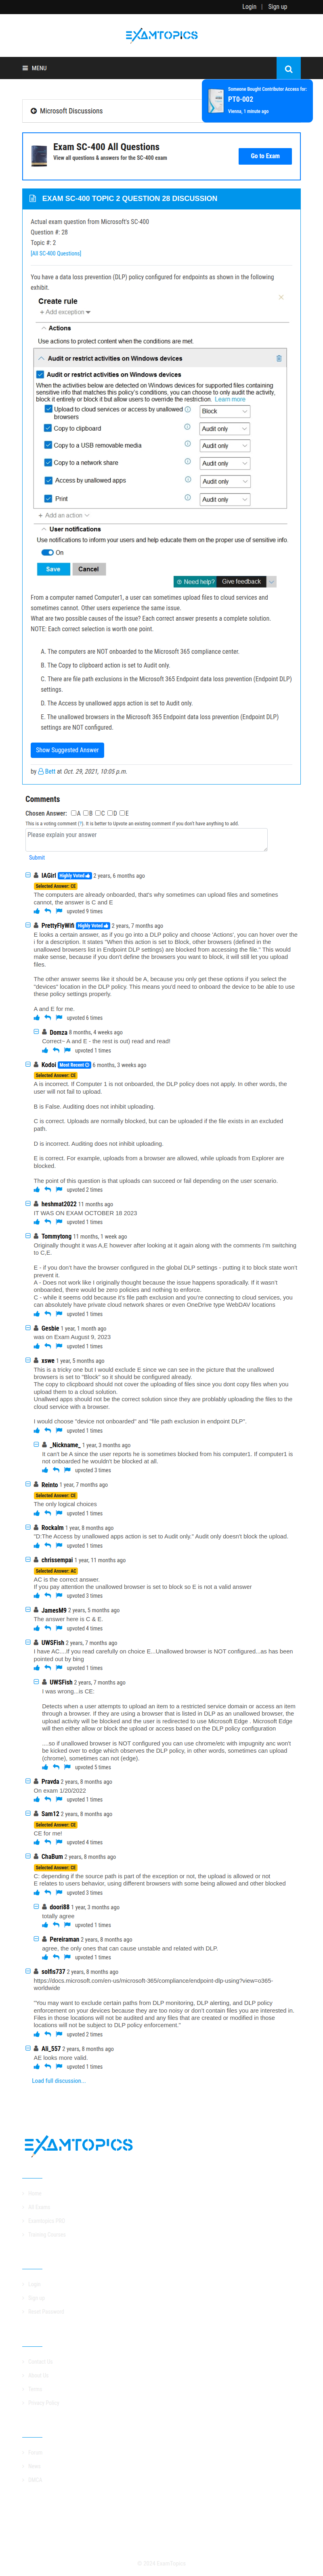 Login | Sign up
EXAMTOPICS
MENU
Someone Bought Contributor Access for:
PT0-002
Vienna, 1 minute ago
Microsoft Discussions
Exam SC-400 All Questions
View all questions & answers for the SC-400 exam
Go to Exam
EXAM SC-400 TOPIC 2 QUESTION 28 DISCUSSION
Actual exam question from Microsoft's SC-400
Question #: 28
Topic #: 2
[All SC-400 Questions]
You have a data loss prevention (DLP) policy configured for endpoints as shown in the following
exhibit.
Create rule
+ Add exception
Actions
Use actions to protect content when the conditions are met.
Audit or restrict activities on Windows devices
Audit or restrict activities on Windows devices
When the activities below are detected on Windows devices for supported files containing
sensitive info that matches this policy's conditions, you can choose to only audit the activity,
block it entirely or block it but allow users to override the restriction. Learn more
Upload to cloud services or access by unallowed
browsers
Block
Copy to clipboard
Audit only
Copy to a USB removable media
Audit only
Copy to a network share
Audit only
Access by unallowed apps
Audit only
Print
Audit only
+ Add an action
User notifications
Use notifications to inform your users and help educate them on the proper use of sensitive info.
On
Save Cancel
Need help? Give feedback
From a computer named Computer1, a user can sometimes upload files to cloud services and
sometimes cannot. Other users experience the same issue.
What are two possible causes of the issue? Each correct answer presents a complete solution.
NOTE: Each correct selection is worth one point.
A. The computers are NOT onboarded to the Microsoft 365 compliance center.
B. The Copy to clipboard action is set to Audit only.
C. There are file path exclusions in the Microsoft 365 Endpoint data loss prevention (Endpoint DLP)
settings.
D. The Access by unallowed apps action is set to Audit only.
E. The unallowed browsers in the Microsoft 365 Endpoint data loss prevention (Endpoint DLP)
settings are NOT configured.
Show Suggested Answer
by Bett at Oct. 29, 2021, 10:05 p.m.
Comments
Chosen Answer: A B C D E
This is a voting comment (?). It is better to Upvote an existing comment if you don't have anything to add.
Please explain your answer
Submit
IAGirl Highly Voted 2 years, 6 months ago
Selected Answer: CE
The computers are already onboarded, that's why sometimes can upload files and sometines
cannot, the answer is C and E
upvoted 9 times
PrettyFlyWifi Highly Voted 2 years, 7 months ago
E looks a certain answer, as if you go into a DLP policy and choose 'Actions', you can hover over the
i for a description. It states "When this action is set to Block, other browsers (defined in the
unallowed browsers list in Endpoint DLP settings) are blocked from accessing the file." This would
make sense, because if you don't define the browsers you want to block, it will still let you upload
files.
The other answer seems like it should be A, because you only get these options if you select the
"devices" location in the DLP policy. This means you'd need to onboard the device to be able to use
these policy settings properly.
A and E for me.
upvoted 6 times
Domza 8 months, 4 weeks ago
Correct~ A and E - the rest is out) read and read!
upvoted 1 times
Kodoi Most Recent 6 months, 3 weeks ago
Selected Answer: CE
A is incorrect. If Computer 1 is not onboarded, the DLP policy does not apply. In other words, the
user will not fail to upload.
B is False. Auditing does not inhibit uploading.
C is correct. Uploads are normally blocked, but can be uploaded if the file exists in an excluded
path.
D is incorrect. Auditing does not inhibit uploading.
E is correct. For example, uploads from a browser are allowed, while uploads from Explorer are
blocked.
The point of this question is that uploads can succeed or fail depending on the user scenario.
upvoted 2 times
heshmat2022 11 months ago
IT WAS ON EXAM OCTOBER 18 2023
upvoted 1 times
Tommytong 11 months, 1 week ago
Originally thought it was A,E however after looking at it again along with the comments I'm switching
to C,E.
E - if you don't have the browser configured in the global DLP settings - putting it to block state won't
prevent it.
A - Does not work like I originally thought because the issue happens sporadically. If it wasn't
onboarded, there would be zero policies and nothing to enforce.
C - while it seems odd because it's file path exclusion and you're connecting to cloud services, you
can absolutely have private cloud network shares or even OneDrive type WebDAV locations
upvoted 1 times
Gesbie 1 year, 1 month ago
was on Exam August 9, 2023
upvoted 1 times
xswe 1 year, 5 months ago
This is a tricky one but I would exclude E since we can see in the picture that the unallowed
browsers is set to "Block" so it should be configured already.
The copy to clipboard should not cover the uploading of files since you dont copy files when you
upload them to a cloud solution.
Unallwed apps should not be the correct solution since they are probably uploading the files to the
cloud service with a browser.
I would choose "device not onboarded" and "file path exclusion in endpoint DLP".
upvoted 1 times
_Nickname_ 1 year, 3 months ago
It can't be A since the user reports he is sometimes blocked from his computer1. If computer1 is
not onboarded he wouldn't be blocked at all.
upvoted 3 times
Reinto 1 year, 7 months ago
Selected Answer: CE
The only logical choices
upvoted 1 times
Rockalm 1 year, 8 months ago
"D:The Access by unallowed apps action is set to Audit only." Audit only doesn't block the upload.
upvoted 1 times
chrissempai 1 year, 11 months ago
Selected Answer: AC
AC is the correct answer.
If you pay attention the unallowed browser is set to block so E is not a valid answer
upvoted 3 times
JamesM9 2 years, 5 months ago
The answer here is C & E.
upvoted 4 times
UWSFish 2 years, 7 months ago
I have AC....If you read carefully on choice E...Unallowed browser is NOT configured...as has been
pointed out by bing
upvoted 1 times
UWSFish 2 years, 7 months ago
I was wrong...is CE:
Detects when a user attempts to upload an item to a restricted service domain or access an item
through a browser. If they are using a browser that is listed in DLP as an unallowed browser, the
upload activity will be blocked and the user is redirected to use Microsoft Edge . Microsoft Edge
will then either allow or block the upload or access based on the DLP policy configuration
....so if unallowed browser is NOT configured you can use chrome/etc with impugnity anc won't
be kicked over to edge which observes the DLP policy, in other words, sometimes can upload
(chrome), sometimes can not (edge).
upvoted 5 times
Pravda 2 years, 8 months ago
On exam 1/20/2022
upvoted 1 times
Sam12 2 years, 8 months ago
Selected Answer: CE
CE for me!
upvoted 4 times
ChaBum 2 years, 8 months ago
Selected Answer: CE
C: depending if the source path is part of the exception or not, the upload is allowed or not
E relates to users behavior, using different browsers with some being allowed and other blocked
upvoted 3 times
doori88 1 year, 3 months ago
totally agree
upvoted 1 times
Pereiraman 2 years, 8 months ago
agree, the only ones that can cause unstable and related with DLP.
upvoted 1 times
solfis737 2 years, 8 months ago
https://docs.microsoft.com/en-us/microsoft-365/compliance/endpoint-dlp-using?view=o365-
worldwide
"You may want to exclude certain paths from DLP monitoring, DLP alerting, and DLP policy
enforcement on your devices because they are too noisy or don't contain files you are interested in.
Files in those locations will not be audited and any files that are created or modified in those
locations will not be subject to DLP policy enforcement."
upvoted 2 times
Ali_557 2 years, 8 months ago
AE looks more valid.
upvoted 1 times
Load full discussion...
EXAMTOPICS
Home
All Exams
Examtopics PRO
Training Courses
Login
Sign up
Reset Password
Contact Us
About Us
Terms
Privacy Policy
Forum
News
DMCA
© 2024 ExamTopics